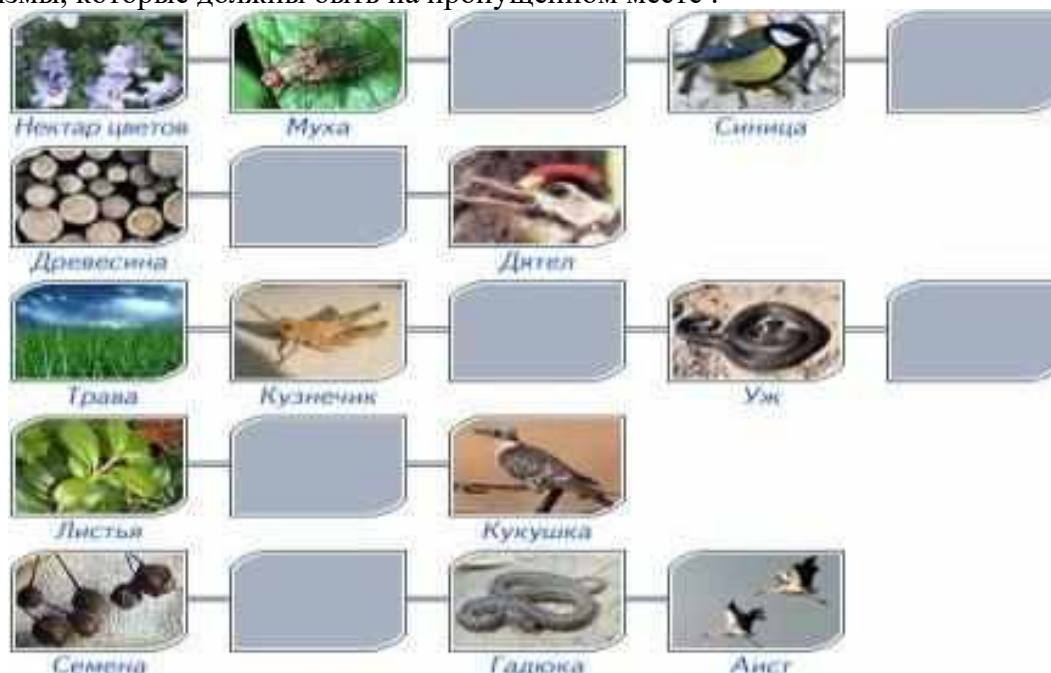 измы, которые должны быть на пропущенном месте .
Нектар цветов Муха Синица
Древесина Дятел
Трава Кузнечик Уж
Листья Кукушка
Семена Гадюка Аист